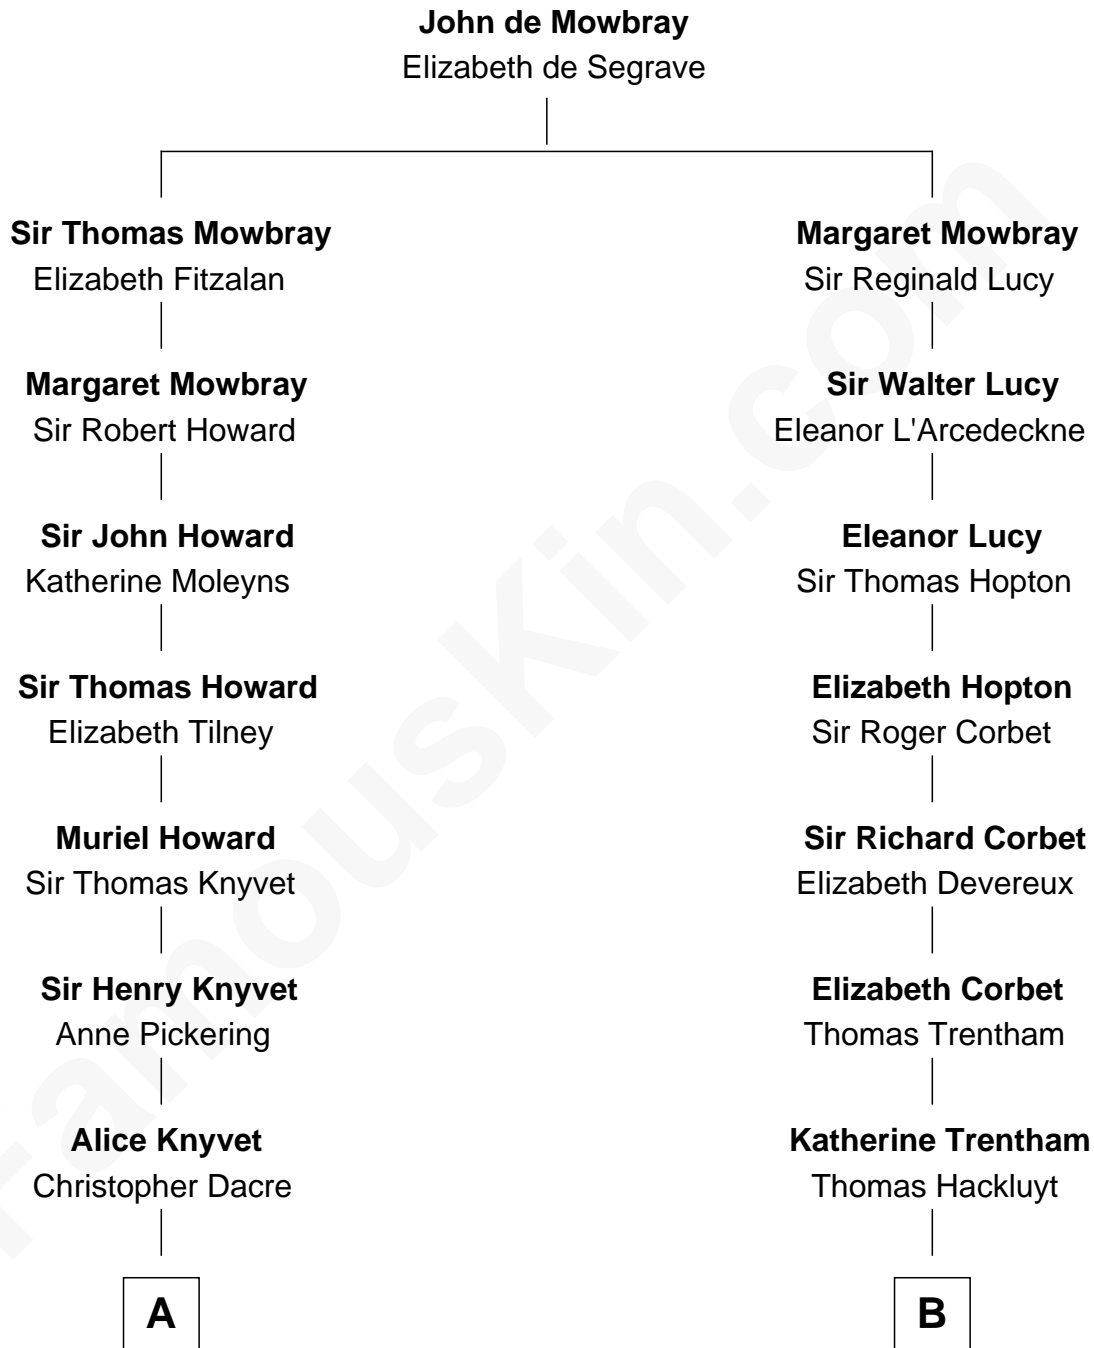 John de Mowbray
Elizabeth de Segrave
Sir Thomas Mowbray
Elizabeth Fitzalan
Margaret Mowbray
Sir Reginald Lucy
Margaret Mowbray
Sir Robert Howard
Sir Walter Lucy
Eleanor L'Arcedeckne
Sir John Howard
Katherine Moleyns
Eleanor Lucy
Sir Thomas Hopton
Sir Thomas Howard
Elizabeth Tilney
Elizabeth Hopton
Sir Roger Corbet
Muriel Howard
Sir Thomas Knyvet
Sir Richard Corbet
Elizabeth Devereux
Sir Henry Knyvet
Anne Pickering
Elizabeth Corbet
Thomas Trentham
Alice Knyvet
Christopher Dacre
Katherine Trentham
Thomas Hackluyt
A
B
FamousKin.com